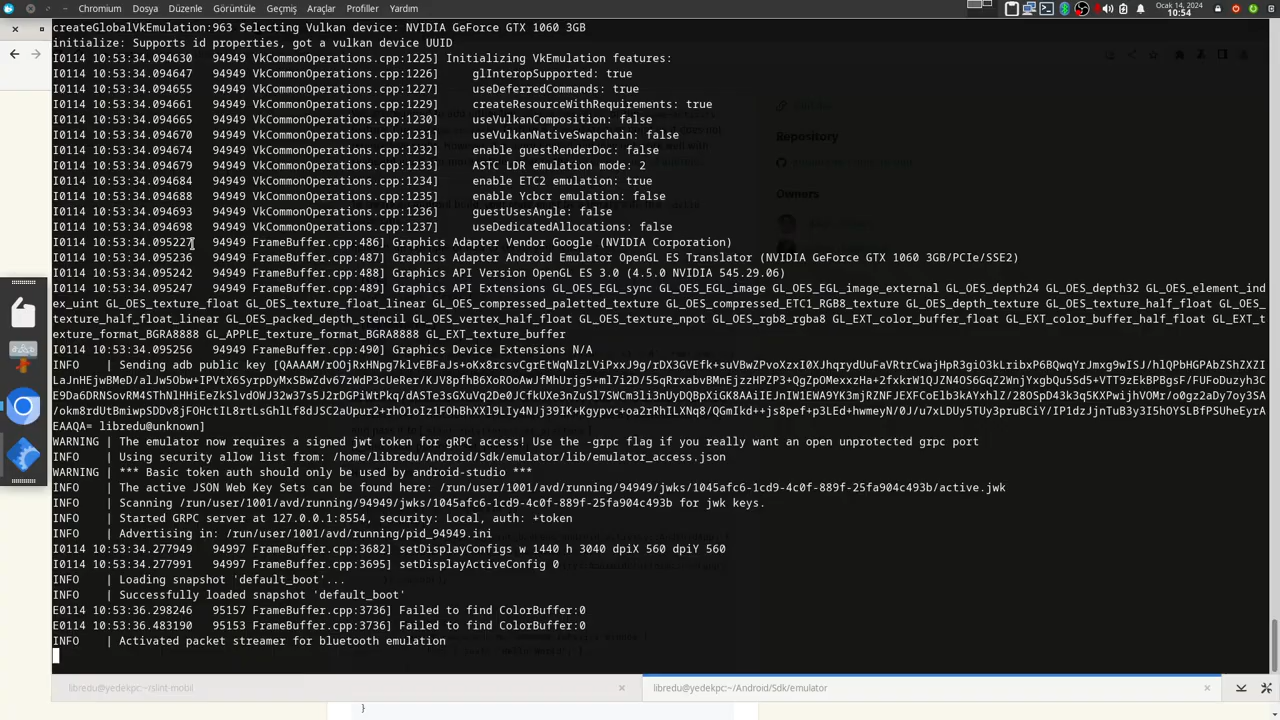 Chromium Dosya Düzen Görünüm Geçmiş Yer imleri Kişiler Sekme Pencere Yardım
Ocak 14, 2024
10:54
createGlobalVkEmulation:963 Selecting Vulkan device: NVIDIA GeForce GTX 1060 3GB
initialize: Supports id properties, got a vulkan device UUID
I0114 10:53:34.094630   94949 VkCommonOperations.cpp:1225] Initializing VkEmulation features:
I0114 10:53:34.094647   94949 VkCommonOperations.cpp:1226]     glInteropSupported: true
I0114 10:53:34.094655   94949 VkCommonOperations.cpp:1227]     useDeferredCommands: true
I0114 10:53:34.094661   94949 VkCommonOperations.cpp:1229]     createResourceWithRequirements: true
I0114 10:53:34.094665   94949 VkCommonOperations.cpp:1230]     useVulkanComposition: false
I0114 10:53:34.094670   94949 VkCommonOperations.cpp:1231]     useVulkanNativeSwapchain: false
I0114 10:53:34.094674   94949 VkCommonOperations.cpp:1232]     enable guestRenderDoc: false
I0114 10:53:34.094679   94949 VkCommonOperations.cpp:1233]     ASTC LDR emulation mode: 2
I0114 10:53:34.094684   94949 VkCommonOperations.cpp:1234]     enable ETC2 emulation: true
I0114 10:53:34.094688   94949 VkCommonOperations.cpp:1235]     enable Ycbcr emulation: false
I0114 10:53:34.094693   94949 VkCommonOperations.cpp:1236]     guestUsesAngle: false
I0114 10:53:34.094698   94949 VkCommonOperations.cpp:1237]     useDedicatedAllocations: false
I0114 10:53:34.095227   94949 FrameBuffer.cpp:486] Graphics Adapter Vendor Google (NVIDIA Corporation)
I0114 10:53:34.095236   94949 FrameBuffer.cpp:487] Graphics Adapter Android Emulator OpenGL ES Translator (NVIDIA GeForce GTX 1060 3GB/PCIe/SSE2)
I0114 10:53:34.095242   94949 FrameBuffer.cpp:488] Graphics API Version OpenGL ES 3.0 (4.5.0 NVIDIA 545.29.06)
I0114 10:53:34.095247   94949 FrameBuffer.cpp:489] Graphics API Extensions GL_OES_EGL_sync GL_OES_EGL_image GL_OES_EGL_image_external GL_OES_depth24 GL_OES_depth32 GL_OES_element_ind
ex_uint GL_OES_texture_float GL_OES_texture_float_linear GL_OES_compressed_paletted_texture GL_OES_compressed_ETC1_RGB8_texture GL_OES_depth_texture GL_OES_texture_half_float GL_OES_
texture_half_float_linear GL_OES_packed_depth_stencil GL_OES_vertex_half_float GL_OES_texture_npot GL_OES_rgb8_rgba8 GL_EXT_color_buffer_float GL_EXT_color_buffer_half_float GL_EXT_t
exture_format_BGRA8888 GL_APPLE_texture_format_BGRA8888 GL_EXT_texture_buffer
I0114 10:53:34.095256   94949 FrameBuffer.cpp:490] Graphics Device Extensions N/A
INFO    | Sending adb public key
EAAQA= libredu@unknown]
WARNING | The emulator now requires a signed jwt token for gRPC access! Use the -grpc flag if you really want an open unprotected grpc port
INFO    | Using security allow list from: /home/libredu/Android/Sdk/emulator/lib/emulator_access.json
WARNING | *** Basic token auth should only be used by android-studio ***
INFO    | The active JSON Web Key Sets can be found here: /run/user/1001/avd/running/94949/jwks/1045afc6-1cd9-4c0f-889f-25fa904c493b/active.jwk
INFO    | Scanning /run/user/1001/avd/running/94949/jwks/1045afc6-1cd9-4c0f-889f-25fa904c493b for jwk keys.
INFO    | Started GRPC server at 127.0.0.1:8554, security: Local, auth: +token
INFO    | Advertising in: /run/user/1001/avd/running/pid_94949.ini
I0114 10:53:34.277949   94997 FrameBuffer.cpp:3682] setDisplayConfigs w 1440 h 3040 dpiX 560 dpiY 560
I0114 10:53:34.277991   94997 FrameBuffer.cpp:3695] setDisplayActiveConfig 0
INFO    | Loading snapshot 'default_boot'...
INFO    | Successfully loaded snapshot 'default_boot'
E0114 10:53:36.298246   95157 FrameBuffer.cpp:3736] Failed to find ColorBuffer:0
E0114 10:53:36.483190   95153 FrameBuffer.cpp:3736] Failed to find ColorBuffer:0
INFO    | Activated packet streamer for bluetooth emulation
Repository
Owners
libredu@yedekpc:~/rslint-mobil
libredu@yedekpc:~/Android/Sdk/emulator
}